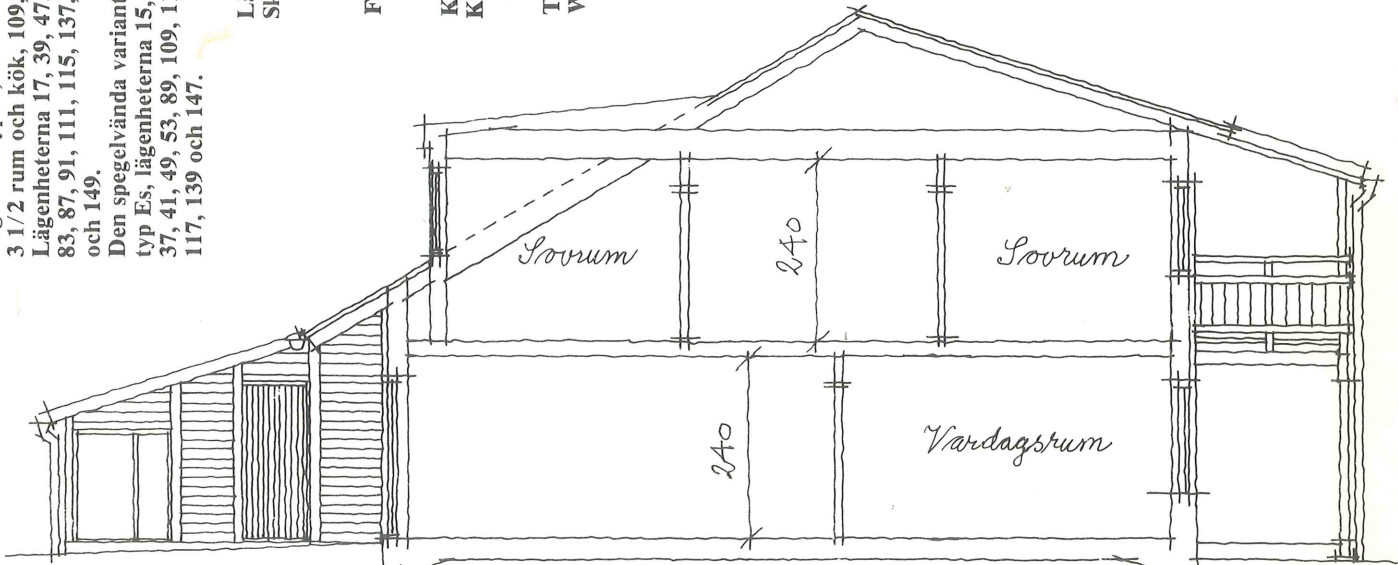 3 1/2 rum och kök, 109,
Lägenheterna 17, 39, 47,
83, 87, 91, 111, 115, 137,
och 149.
Den spegelvända variant
typ Es, lägenheterna 15,
37, 41, 49, 53, 89, 109, 1
117, 139 och 147.
F
K
K
T
Sovrum
240
Sovrum
240
Vardagsrum